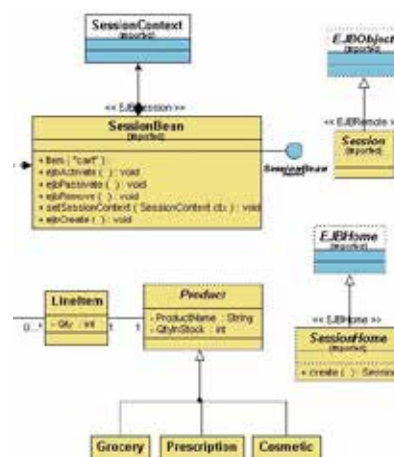 SessionContext
(imported)
<< EJBSession >>
SessionBean
(imported)
+ Item ( "cart" )
+ ejbActivate ( ) : void
+ ejbPassivate ( ) : void
+ ejbRemove ( ) : void
+ setSessionContext ( SessionContext ctx ) : void
+ ejbCreate ( ) : void
SessionBean
EJBObject
(imported)
<< EJBRemote >>
Session
(imported)
EJBHome
(imported)
<< EJBHome >>
SessionHome
(imported)
+ create ( ) : Session
LineItem
- Qty : int
0..*
1
1
Product
- ProductName : String
- QtyInStock : int
Grocery
Prescription
Cosmetic